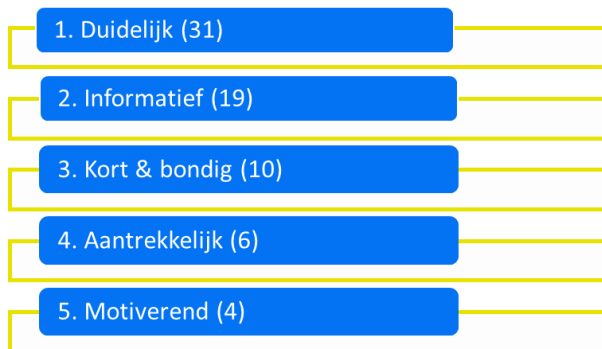 1. Duidelijk (31)
2. Informatief (19)
3. Kort & bondig (10)
4. Aantrekkelijk (6)
5. Motiverend (4)